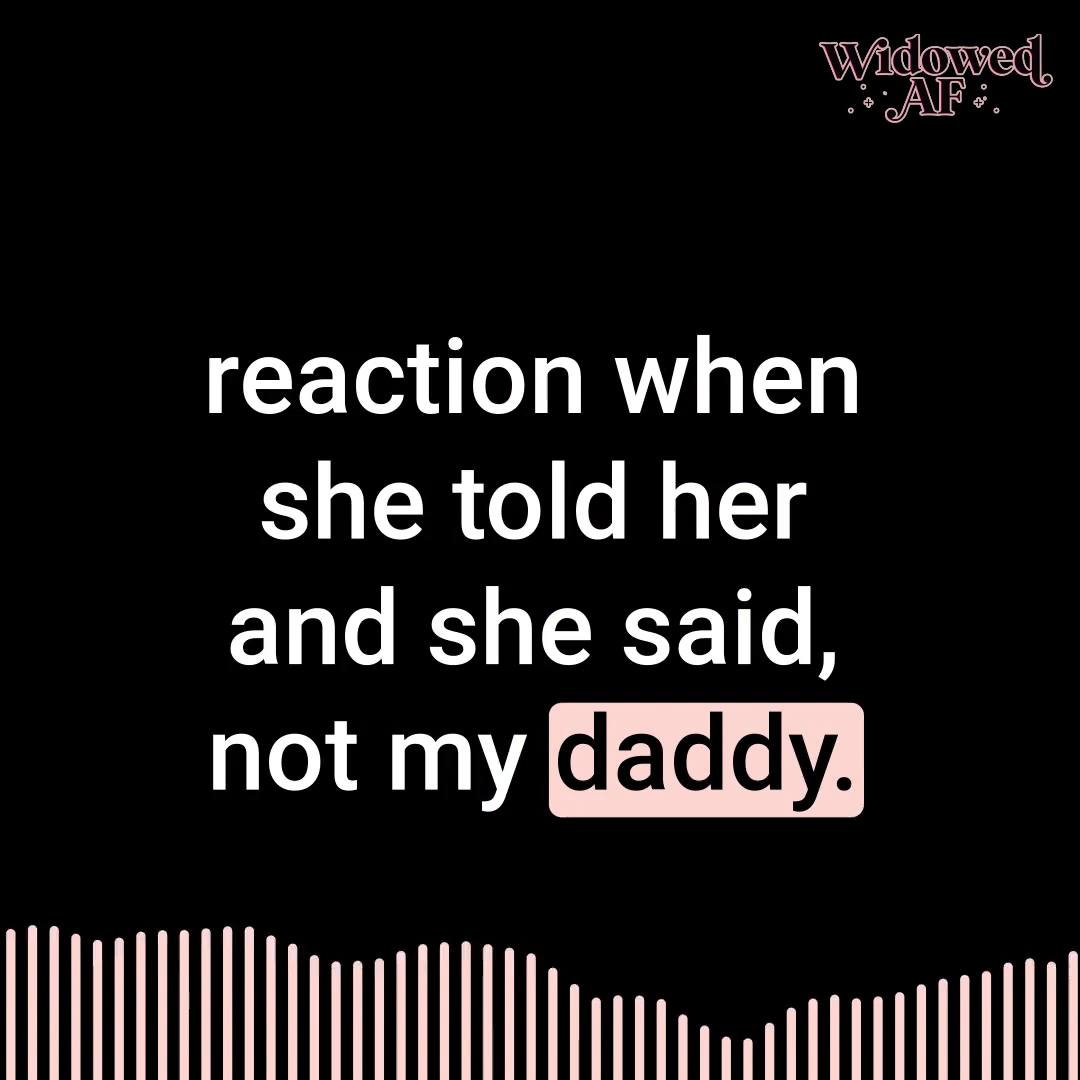 Widowed
AF
reaction when
she told her
and she said,
not my daddy.